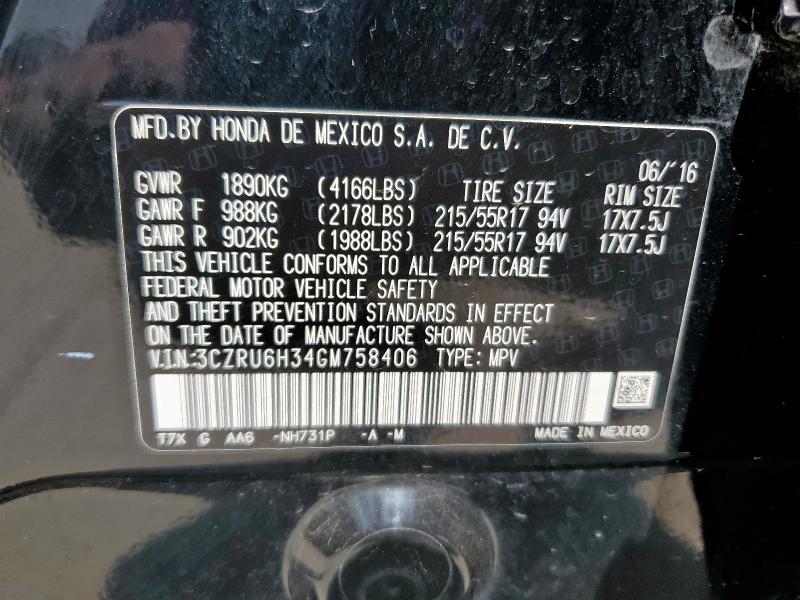 MFD. BY HONDA DE MEXICO S.A. DE C.V.
06/'16
GVWR 1890KG (4166LBS) TIRE SIZE RIM SIZE
GAWR F 988KG (2178LBS) 215/55R17 94V 17X7.5J
GAWR R 902KG (1988LBS) 215/55R17 94V 17X7.5J
THIS VEHICLE CONFORMS TO ALL APPLICABLE
FEDERAL MOTOR VEHICLE SAFETY
AND THEFT PREVENTION STANDARDS IN EFFECT
ON THE DATE OF MANUFACTURE SHOWN ABOVE.
V.I.N.:3CZRU6H34GM758406 TYPE: MPV
T7X G AA6 -NH731P -A -M MADE IN MEXICO